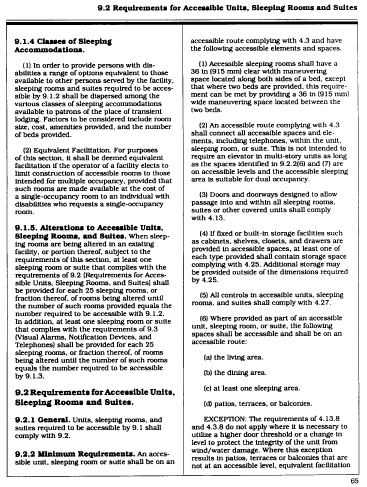 9.2 Requirements for Accessible Units, Sleeping Rooms and Suites
9.1.4 Classes of Sleeping
Accommodations.
(1) In order to provide persons with dis-
abilities a range of options equivalent to those
available to other persons served by the facility,
sleeping rooms and suites required to be acces-
sible by 9.1.2 shall be dispersed among the
various classes of sleeping accommodations
available to patrons of the place of transient
lodging. Factors to be considered include room
size, cost, amenities provided, and the number
of beds provided.
(2) Equivalent Facilitation. For purposes
of this section, it shall be deemed equivalent
facilitation if the operator of a facility elects to
limit construction of accessible rooms to those
intended for multiple occupancy, provided that
such rooms are made available at the cost of
a single-occupancy room to an individual with
disabilities who requests a single-occupancy
room.
9.1.5. Alterations to Accessible Units,
Sleeping Rooms, and Suites. When sleep-
ing rooms are being altered in an existing
facility, or portion thereof, subject to the
requirements of this section, at least one
sleeping room or suite that complies with the
requirements of 9.2 (Requirements for Acces-
sible Units, Sleeping Rooms, and Suites) shall
be provided for each 25 sleeping rooms, or
fraction thereof, of rooms being altered until
the number of such rooms provided equals the
number required to be accessible with 9.1.2.
In addition, at least one sleeping room or suite
that complies with the requirements of 9.3
(Visual Alarms, Notification Devices, and
Telephones) shall be provided for each 25
sleeping rooms, or fraction thereof, of rooms
being altered until the number of such rooms
equals the number required to be accessible
by 9.1.3.
9.2 Requirements for Accessible Units,
Sleeping Rooms and Suites.
9.2.1 General. Units, sleeping rooms, and
suites required to be accessible by 9.1 shall
comply with 9.2.
9.2.2 Minimum Requirements. An acces-
sible unit, sleeping room or suite shall be on an
accessible route complying with 4.3 and have
the following accessible elements and spaces.
(1) Accessible sleeping rooms shall have a
36 in (915 mm) clear width maneuvering
space located along both sides of a bed, except
that where two beds are provided, this require-
ment can be met by providing a 36 in (915 mm)
wide maneuvering space located between the
two beds.
(2) An accessible route complying with 4.3
shall connect all accessible spaces and ele-
ments, including telephones, within the unit,
sleeping room, or suite. This is not intended to
require an elevator in multi-story units as long
as the spaces identified in 9.2.2(6) and (7) are
on accessible levels and the accessible sleeping
area is suitable for dual occupancy.
(3) Doors and doorways designed to allow
passage into and within all sleeping rooms,
suites or other covered units shall comply
with 4.13.
(4) If fixed or built-in storage facilities such
as cabinets, shelves, closets, and drawers are
provided in accessible spaces, at least one of
each type provided shall contain storage space
complying with 4.25. Additional storage may
be provided outside of the dimensions required
by 4.25.
(5) All controls in accessible units, sleeping
rooms, and suites shall comply with 4.27.
(6) Where provided as part of an accessible
unit, sleeping room, or suite, the following
spaces shall be accessible and shall be on an
accessible route:
(a) the living area.
(b) the dining area.
(c) at least one sleeping area.
(d) patios, terraces, or balconies.
EXCEPTION: The requirements of 4.13.8
and 4.3.8 do not apply where it is necessary to
utilize a higher door threshold or a change in
level to protect the integrity of the unit from
wind/water damage. Where this exception
results in patios, terraces or balconies that are
not at an accessible level, equivalent facilitation
65